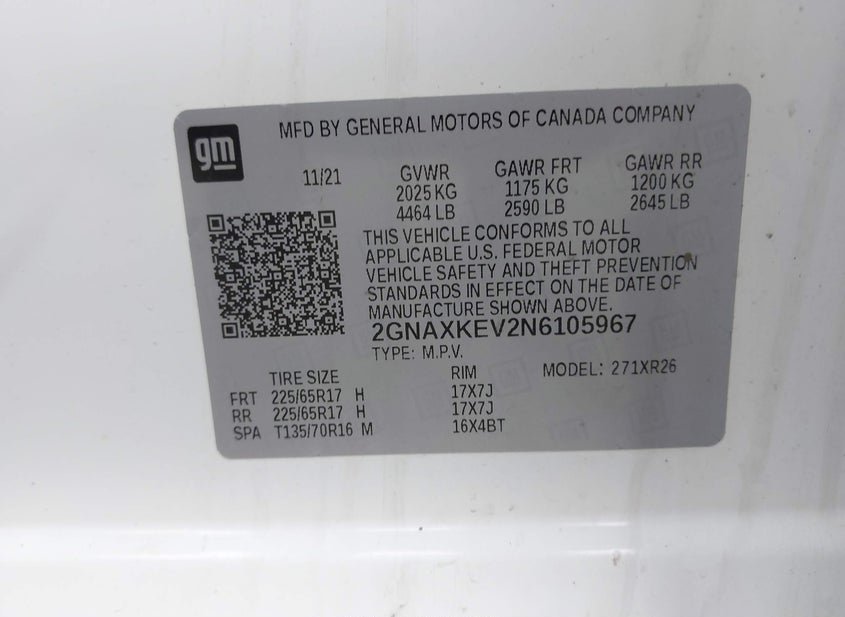 gm
MFD BY GENERAL MOTORS OF CANADA COMPANY
11/21
GVWR
2025 KG
4464 LB
GAWR FRT
1175 KG
2590 LB
GAWR RR
1200 KG
2645 LB
THIS VEHICLE CONFORMS TO ALL
APPLICABLE U.S. FEDERAL MOTOR
VEHICLE SAFETY AND THEFT PREVENTION
STANDARDS IN EFFECT ON THE DATE OF
MANUFACTURE SHOWN ABOVE.
2GNAXKEV2N6105967
TYPE: M.P.V.
MODEL: 271XR26
TIRE SIZE RIM
FRT 225/65R17 H 17X7J
RR 225/65R17 H 17X7J
SPA T135/70R16 M 16X4BT